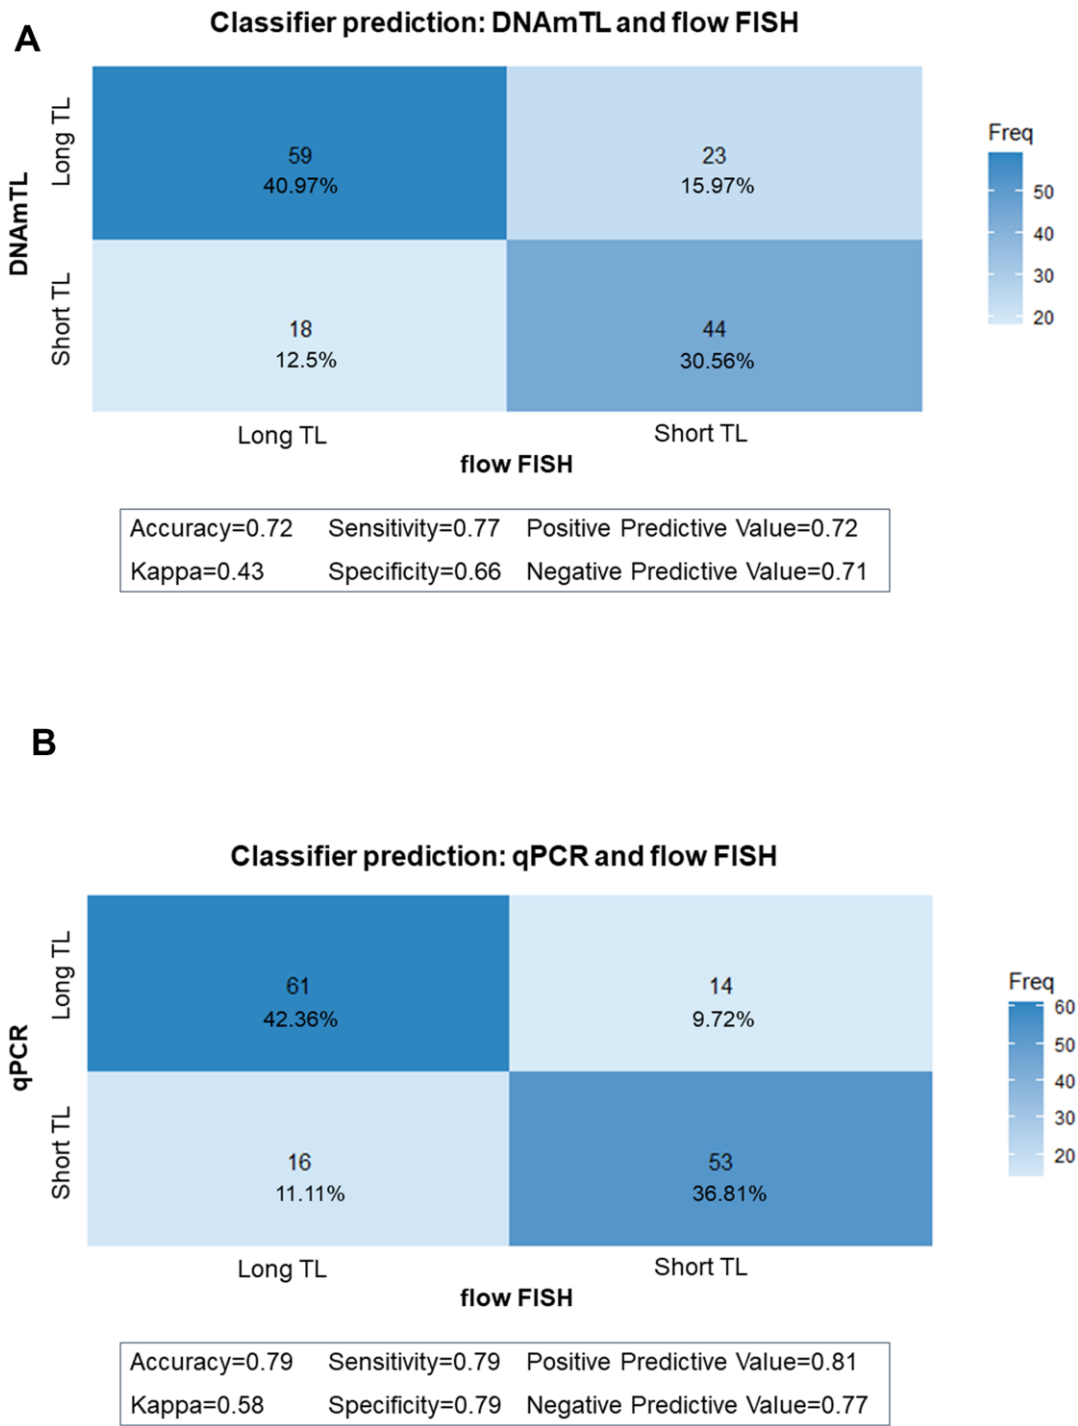 A
Classifier prediction: DNAmTL and flow FISH
DNAmTL
Long TL
Short TL
59
40.97%
23
15.97%
18
12.5%
44
30.56%
Long TL
Short TL
flow FISH
Freq
50
40
30
20
Accuracy=0.72 Sensitivity=0.77 Positive Predictive Value=0.72
Kappa=0.43 Specificity=0.66 Negative Predictive Value=0.71
B
Classifier prediction: qPCR and flow FISH
qPCR
Long TL
Short TL
61
42.36%
14
9.72%
16
11.11%
53
36.81%
Long TL
Short TL
flow FISH
Freq
60
50
40
30
20
Accuracy=0.79 Sensitivity=0.79 Positive Predictive Value=0.81
Kappa=0.58 Specificity=0.79 Negative Predictive Value=0.77